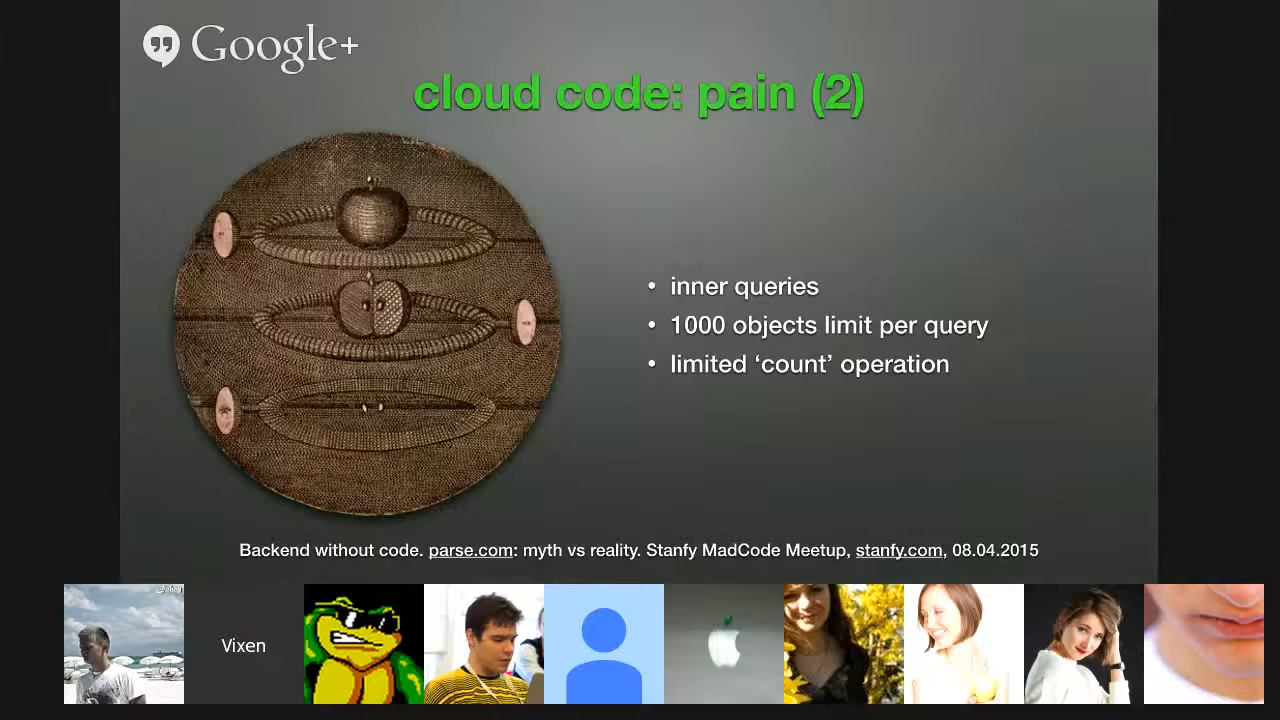 Google+
cloud code: pain (2)
• inner queries
• 1000 objects limit per query
• limited ‘count’ operation
Backend without code. parse.com: myth vs reality. Stanfy MadCode Meetup, stanfy.com, 08.04.2015
Johny
Vixen